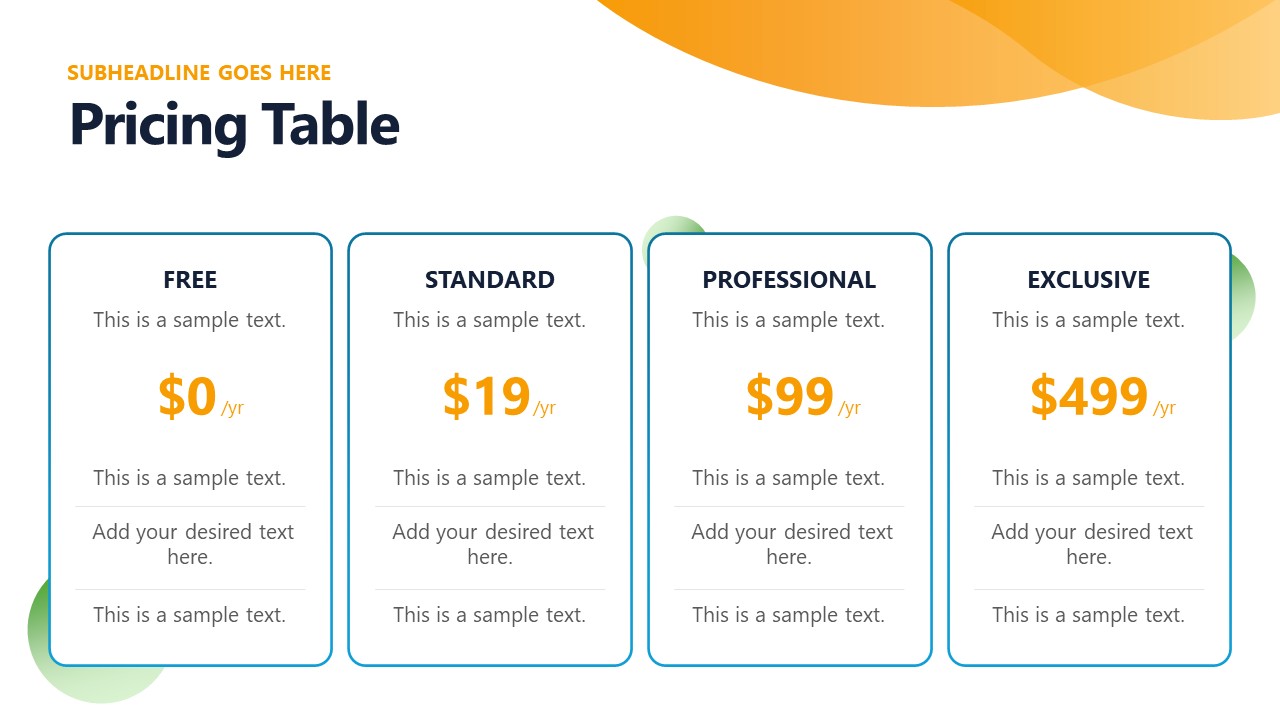 SUBHEADLINE GOES HERE
Pricing Table
FREE
This is a sample text.
$0 /yr
This is a sample text.
Add your desired text
here.
This is a sample text.
STANDARD
This is a sample text.
$19 /yr
This is a sample text.
Add your desired text
here.
This is a sample text.
PROFESSIONAL
This is a sample text.
$99 /yr
This is a sample text.
Add your desired text
here.
This is a sample text.
EXCLUSIVE
This is a sample text.
$499 /yr
This is a sample text.
Add your desired text
here.
This is a sample text.